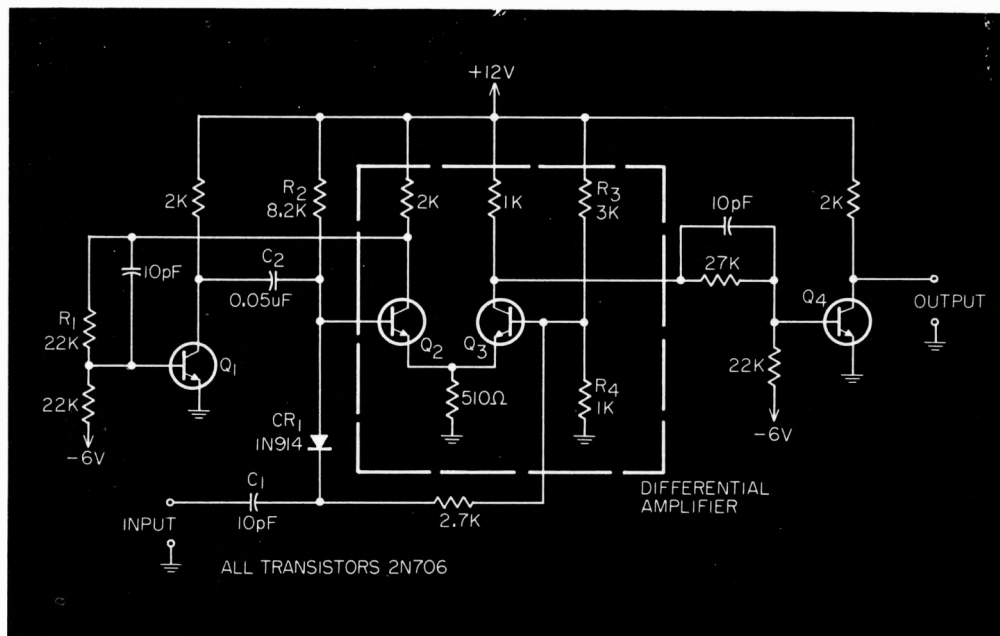 +12V
2K
R2
8.2K
2K
1K
R3
3K
10pF
2K
10pF
C2
0.05uF
27K
R1
22K
Q1
Q2
Q3
Q4
OUTPUT
22K
510Ω
R4
1K
22K
-6V
CR1
1N914
-6V
DIFFERENTIAL
AMPLIFIER
INPUT
C1
10pF
2.7K
ALL TRANSISTORS 2N706